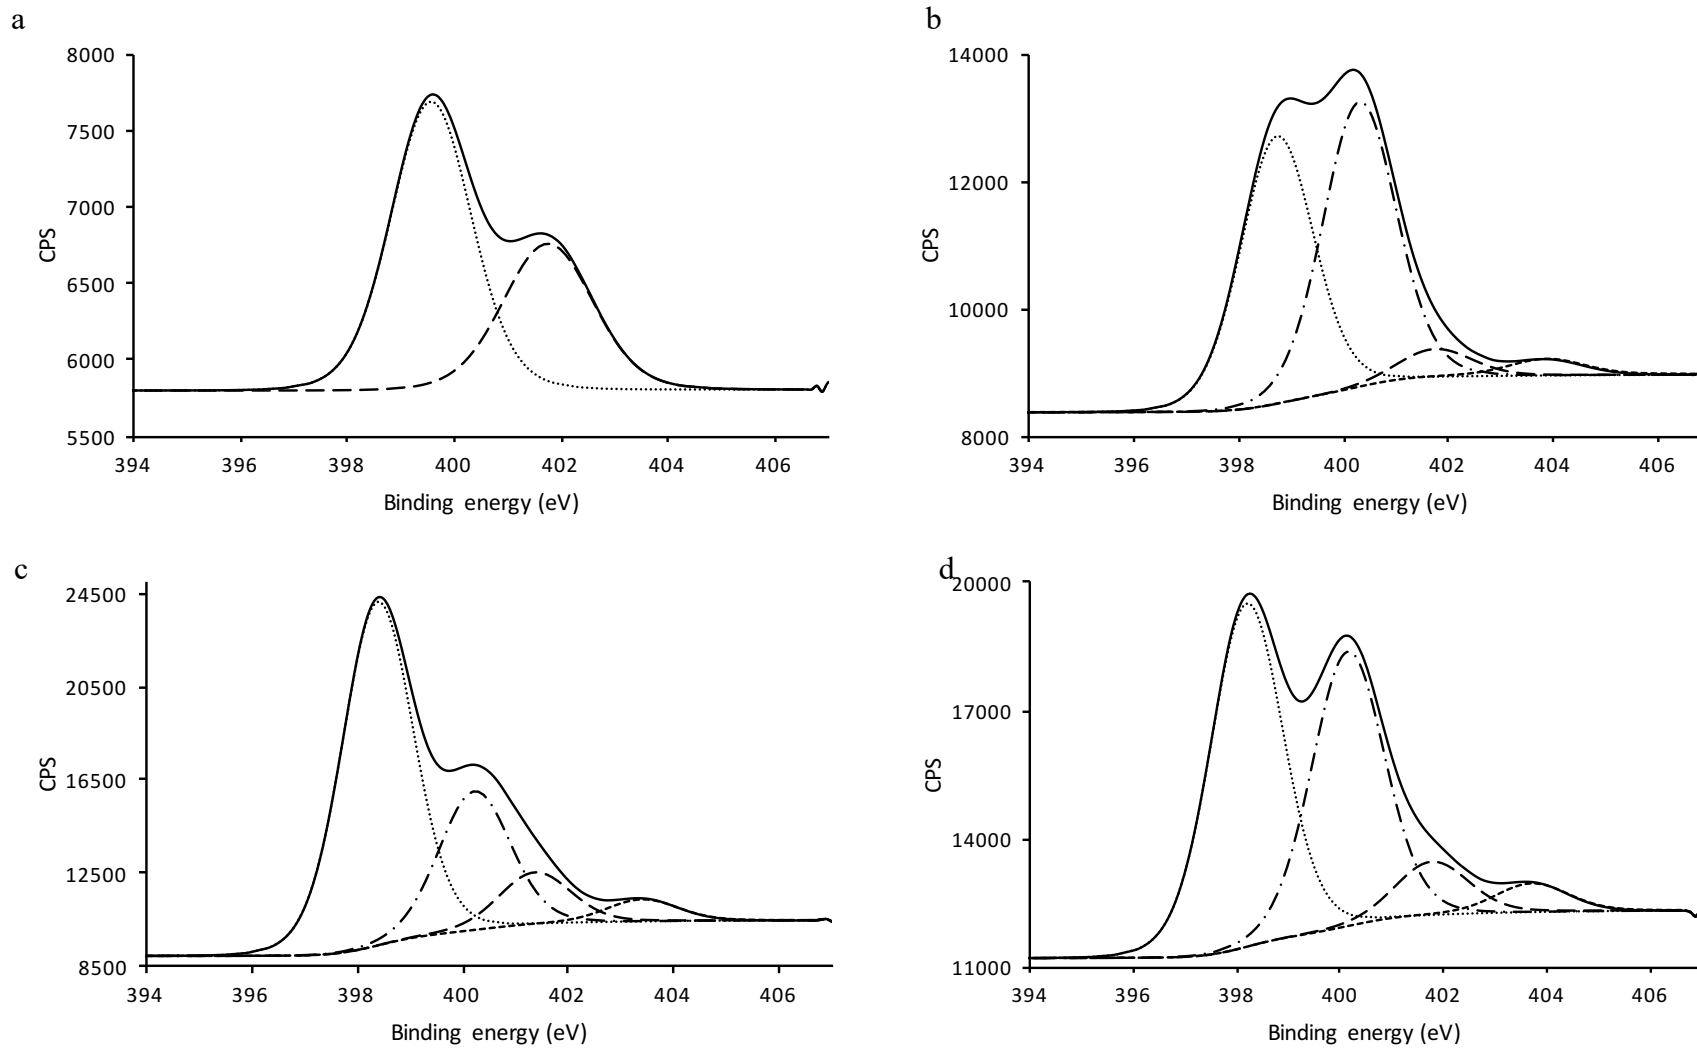 a
8000
7500
7000
6500
6000
5500
CPS
394 396 398 400 402 404 406
Binding energy (eV)
b
14000
12000
10000
8000
CPS
394 396 398 400 402 404 406
Binding energy (eV)
c
24500
20500
16500
12500
8500
CPS
394 396 398 400 402 404 406
Binding energy (eV)
d
20000
17000
14000
11000
CPS
394 396 398 400 402 404 406
Binding energy (eV)